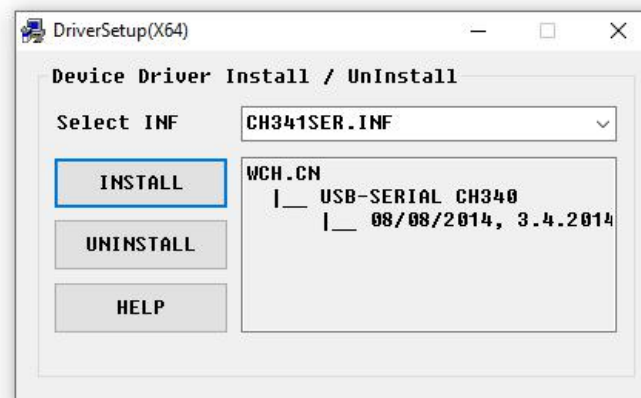 DriverSetup(X64)
Device Driver Install / UnInstall
Select INF
CH341SER.INF
INSTALL
UNINSTALL
HELP
WCH.CN
|__ USB-SERIAL CH340
|__ 08/08/2014, 3.4.2014